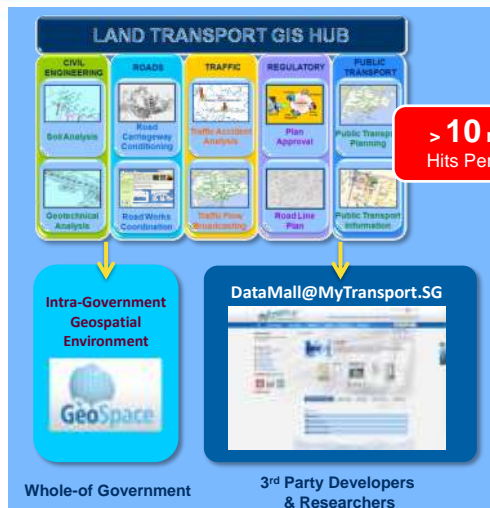 LAND TRANSPORT GIS HUB
CIVIL
ENGINEERING
ROADS
TRAFFIC
REGULATORY
PUBLIC
TRANSPORT
Soil Analysis
Road
Carriageway
Conditioning
Traffic Accident
Analysis
Plan
Approval
Public Transport
Planning
> 10
Hits Per
Geotechnical
Analysis
Road Works
Coordination
Traffic Flow
Broadcasting
Road Line
Plan
Public Transport
Information
Intra-Government
Geospatial
Environment
GeoSpace
DataMall@MyTransport.SG
Whole-of Government
3rd Party Developers
& Researchers